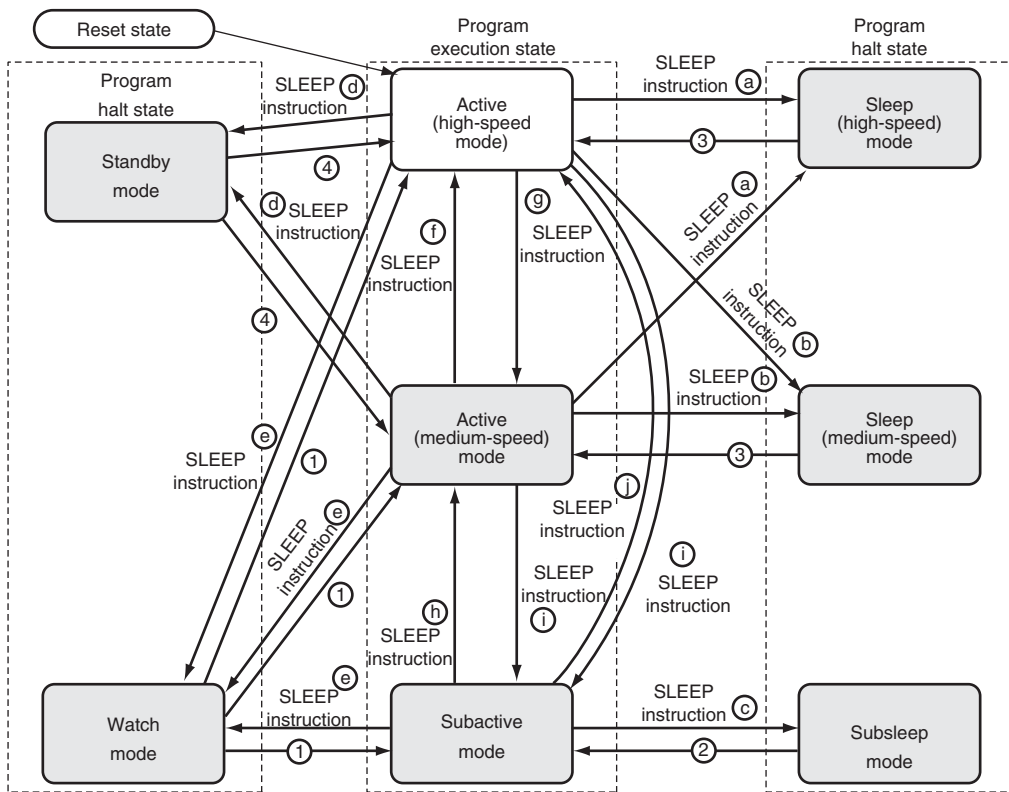 Reset state
Program
execution state
Program
halt state
Program
halt state
SLEEP
instruction
d
Active
(high-speed
mode)
SLEEP
instruction
a
Sleep
(high-speed)
mode
3
Standby
mode
4
d
SLEEP
instruction
f
SLEEP
instruction
g
SLEEP
instruction
a
SLEEP
instruction
SLEEP
instruction
b
4
Active
(medium-speed)
mode
SLEEP
instruction
b
Sleep
(medium-speed)
mode
3
e
SLEEP
instruction
1
SLEEP
instruction
e
1
j
SLEEP
instruction
i
SLEEP
instruction
SLEEP
instruction
i
h
SLEEP
instruction
e
SLEEP
instruction
Watch
mode
1
Subactive
mode
SLEEP
instruction
c
2
Subsleep
mode